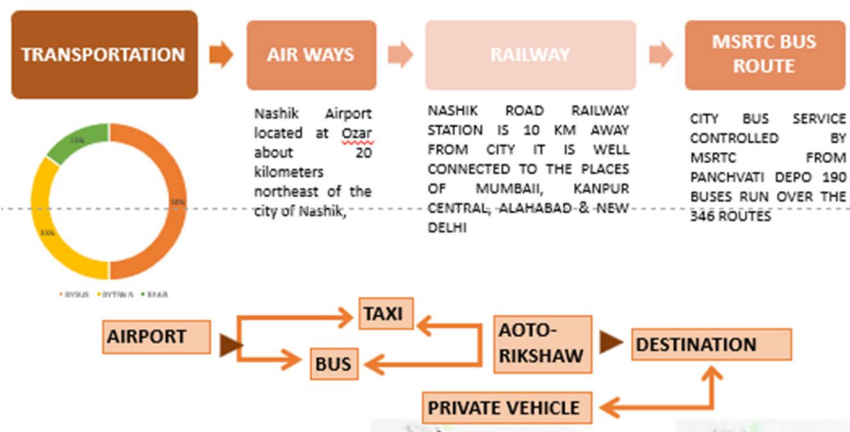 TRANSPORTATION
AIR WAYS
RAILWAY
MSRTC BUS
ROUTE
Nashik Airport
located at Ozar
about 20
kilometers
northeast of the
city of Nashik,
NASHIK ROAD RAILWAY
STATION IS 10 KM AWAY
FROM CITY IT IS WELL
CONNECTED TO THE PLACES
OF MUMBAII, KANPUR
CENTRAL, ALAHABAD & NEW
DELHI
CITY BUS SERVICE
CONTROLLED BY
MSRTC FROM
PANCHVATI DEPO 190
BUSES RUN OVER THE
346 ROUTES
50%
35%
AIRPORT
TAXI
BUS
AOTO-
RIKSHAW
DESTINATION
PRIVATE VEHICLE